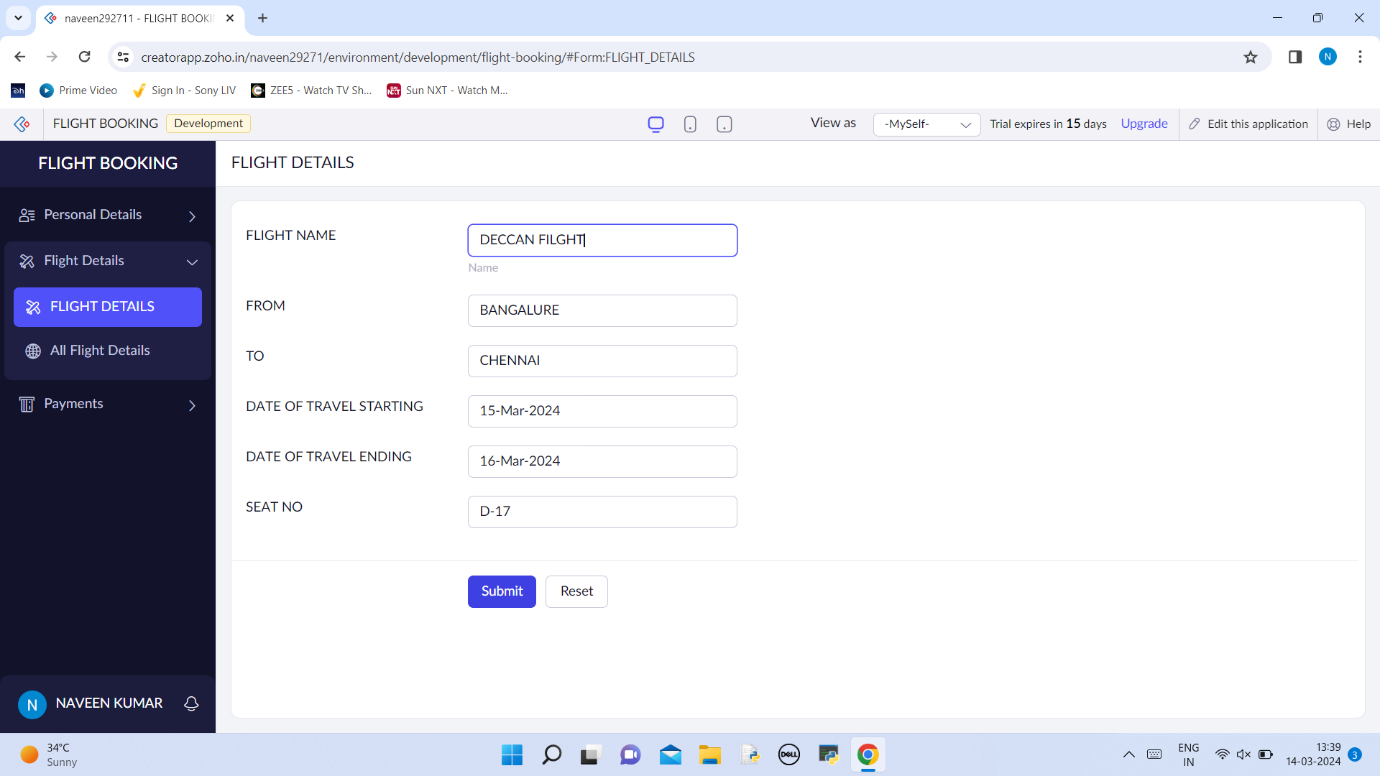 naveen292711 - FLIGHT BOOKI
creatorapp.zoho.in/naveen29271/environment/development/flight-booking/#Form:FLIGHT_DETAILS
N
Prime Video
Sign In - Sony LIV
ZEE5 - Watch TV Sh...
Sun NXT - Watch M...
FLIGHT BOOKING
Development
View as
-MySelf-
Trial expires in 15 days
Upgrade
Edit this application
Help
FLIGHT BOOKING
Personal Details
Flight Details
FLIGHT DETAILS
All Flight Details
Payments
N
NAVEEN KUMAR
FLIGHT DETAILS
FLIGHT NAME
DECCAN FILGHT
Name
FROM
BANGALURE
TO
CHENNAI
DATE OF TRAVEL STARTING
15-Mar-2024
DATE OF TRAVEL ENDING
16-Mar-2024
SEAT NO
D-17
Submit
Reset
34°C
Sunny
DELL
ENG
IN
13:39
14-03-2024
3